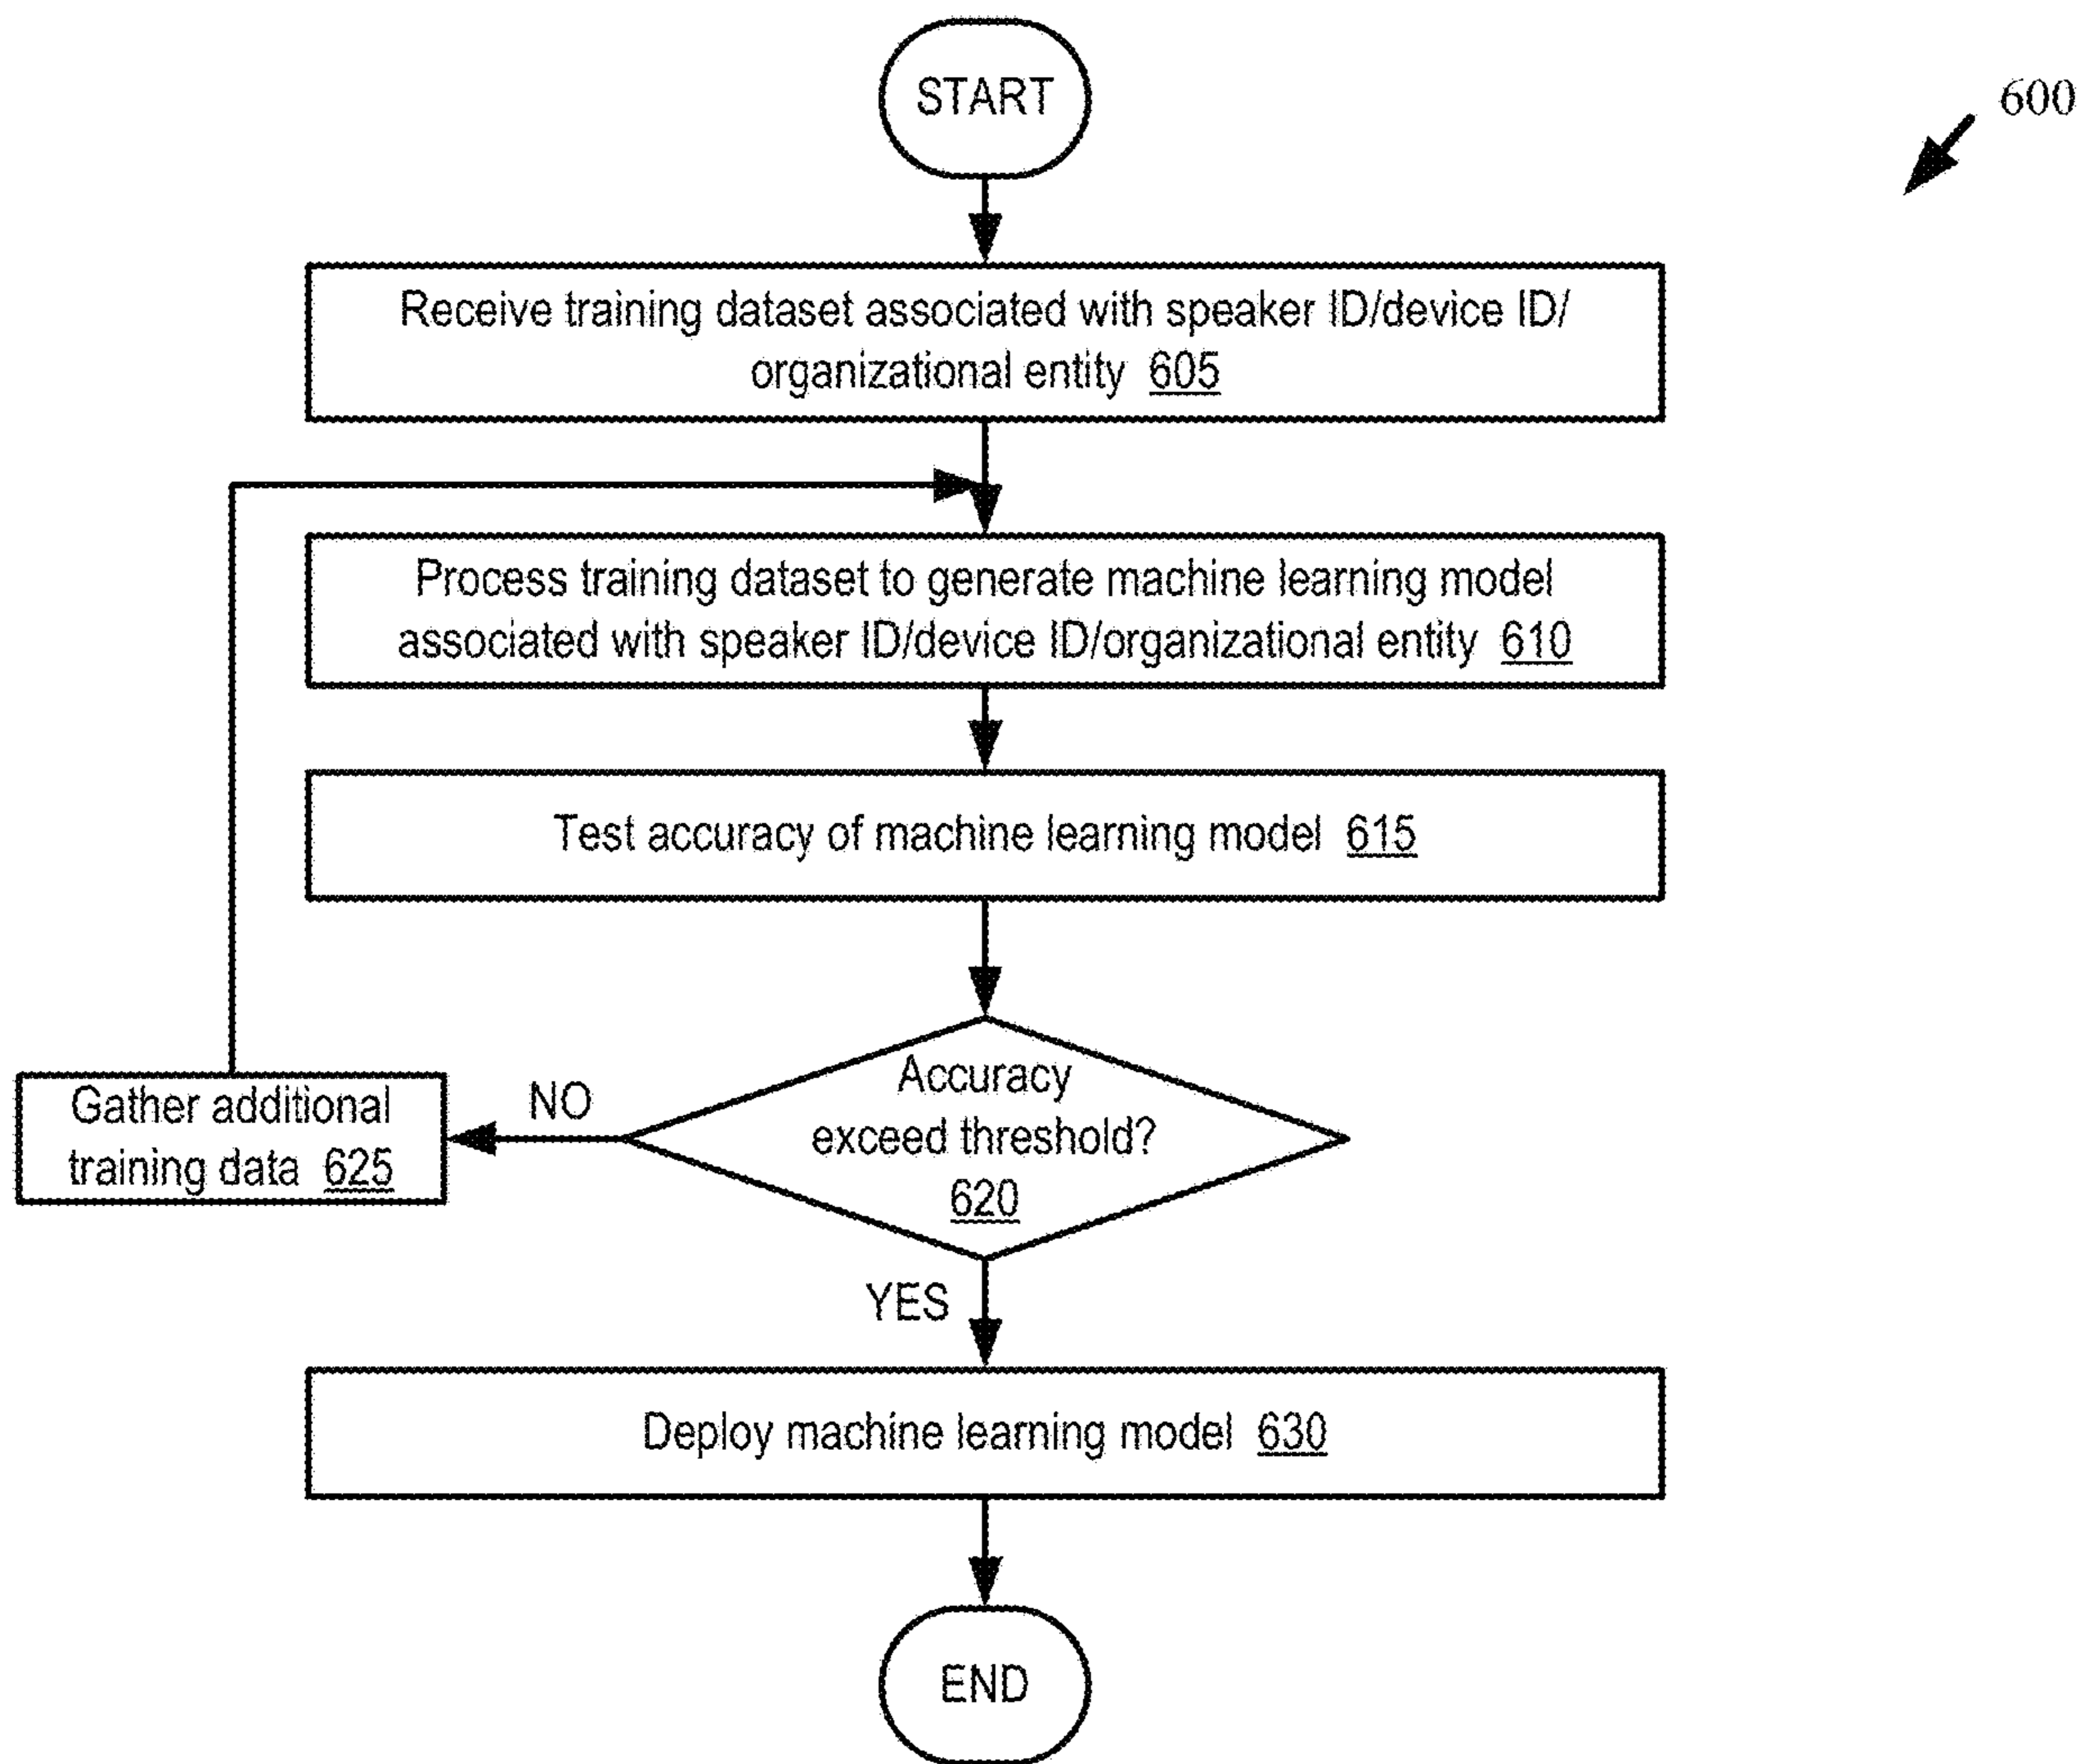 START
600
Receive training dataset associated with speaker ID/device ID/
organizational entity 605
Process training dataset to generate machine learning model
associated with speaker ID/device ID/organizational entity 610
Test accuracy of machine learning model 615
Accuracy
exceed threshold?
620
NO
Gather additional
training data 625
YES
Deploy machine learning model 630
END